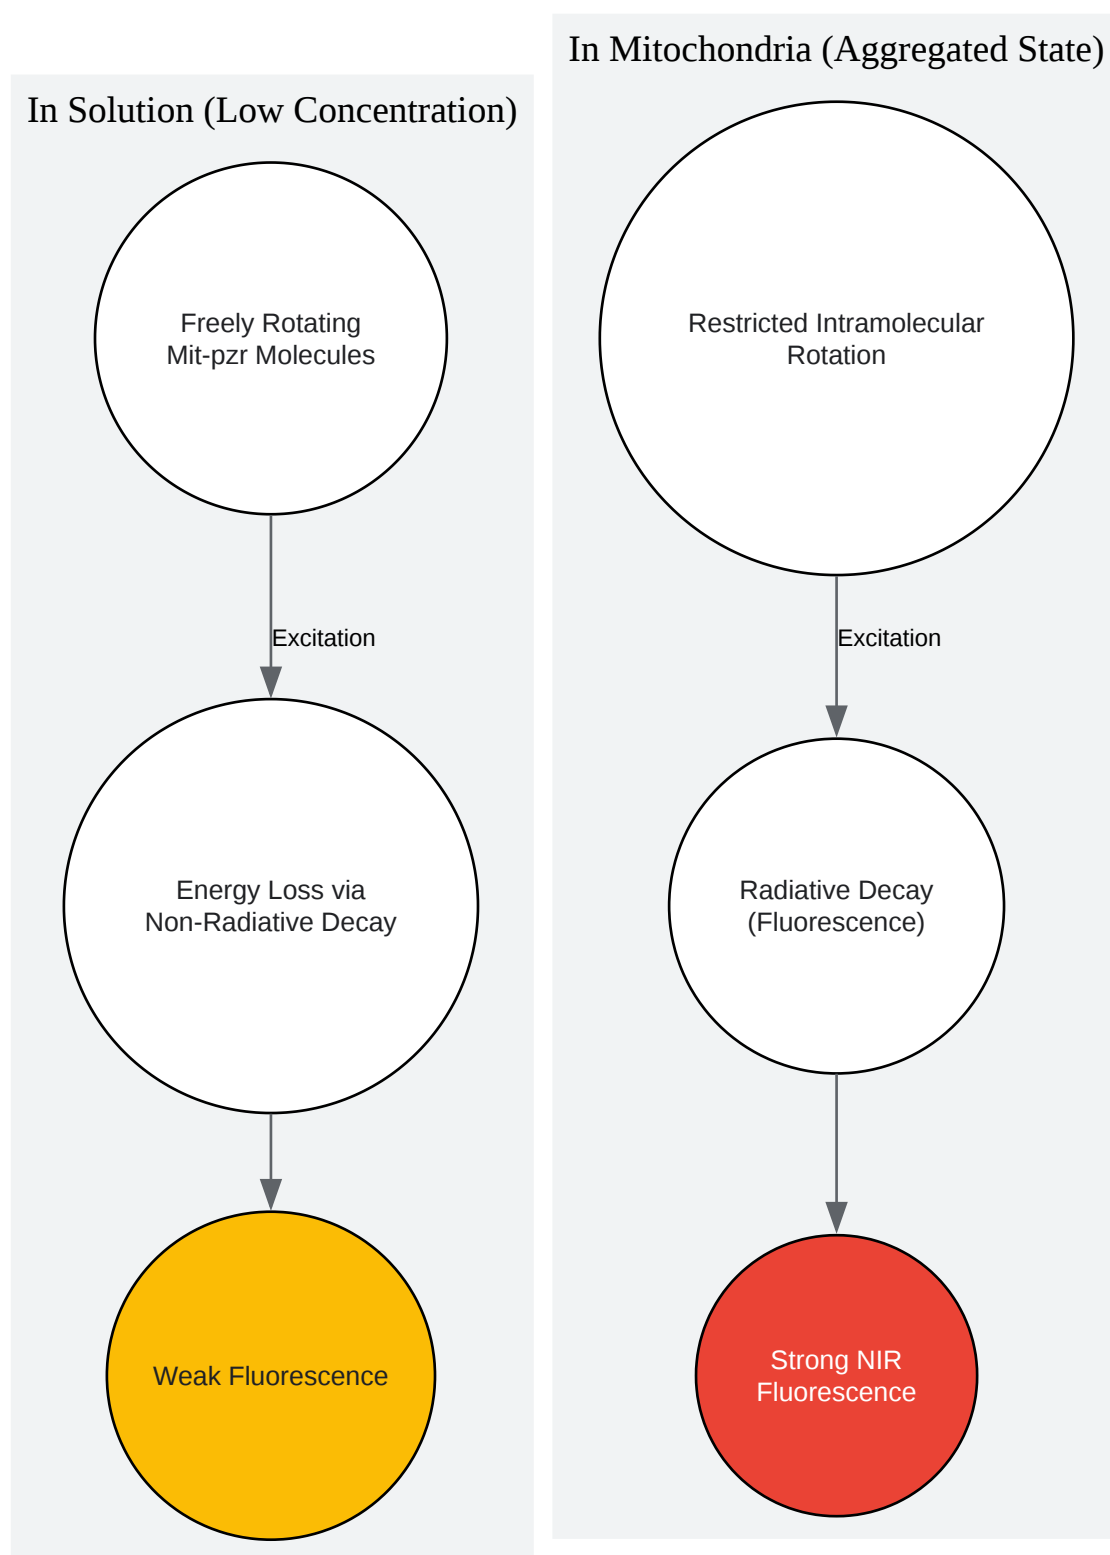 In Solution (Low Concentration)
Freely Rotating
Mit-pzr Molecules
Excitation
Energy Loss via
Non-Radiative Decay
Weak Fluorescence
In Mitochondria (Aggregated State)
Restricted Intramolecular
Rotation
Excitation
Radiative Decay
(Fluorescence)
Strong NIR
Fluorescence